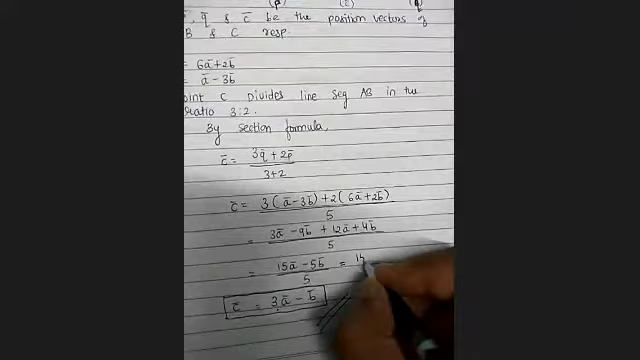 (p̄) (c̄) (q̄)
, q̄ & c̄ be the position vectors of
B & C resp.
= 6ā+2b̄
= ā-3b̄
oint C Divides line Seg AB in the
ratio 3:2.
By section formula,
c̄ = 3q̄ + 2p̄ / 3+2
c̄ = 3(ā-3b̄)+2(6ā+2b̄) / 5
= 3ā - 9b̄ + 12ā + 4b̄ / 5
= 15ā - 5b̄ / 5 = 15
c̄ = 3ā - b̄